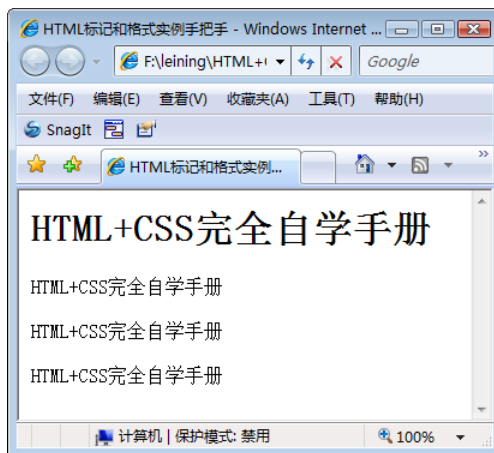 HTML标记和格式实例手把手 - Windows Internet ...
F:\leining\HTML+(
Google
文件(F) 编辑(E) 查看(V) 收藏夹(A) 工具(T) 帮助(H)
SnagIt
HTML标记和格式实例...
HTML+CSS完全自学手册
HTML+CSS完全自学手册
HTML+CSS完全自学手册
HTML+CSS完全自学手册
计算机 | 保护模式: 禁用
100%